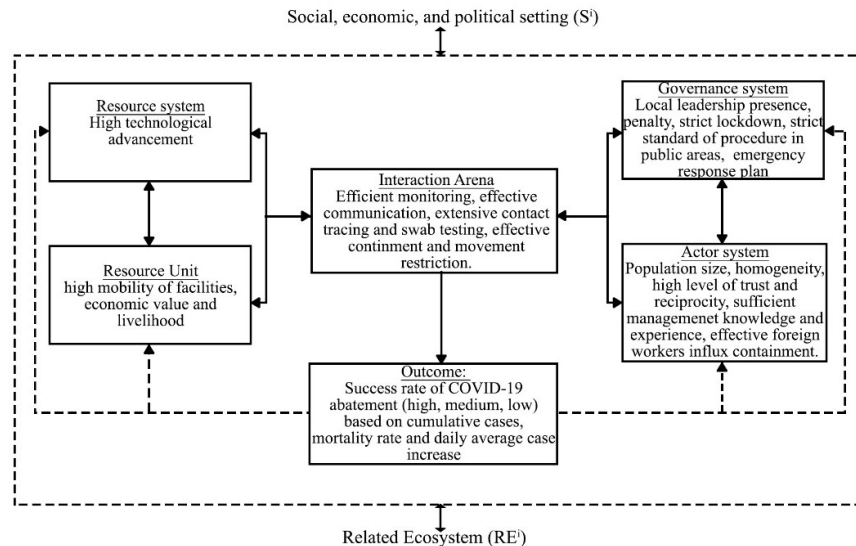 Social, economic, and political setting (Sⁱ)
Resource system
High technological
advancement
Governance system
Local leadership presence,
penalty, strict lockdown, strict
standard of procedure in
public areas, emergency
response plan
Interaction Arena
Efficient monitoring, effective
communication, extensive contact
tracing and swab testing, effective
continment and movement
restriction.
Resource Unit
high mobility of facilities,
economic value and
livelihood
Actor system
Population size, homogeneity,
high level of trust and
reciprocity, sufficient
managemenet knowledge and
experience, effective foreign
workers influx containment.
Outcome:
Success rate of COVID-19
abatement (high, medium, low)
based on cumulative cases,
mortality rate and daily average case
increase
Related Ecosystem (REⁱ)